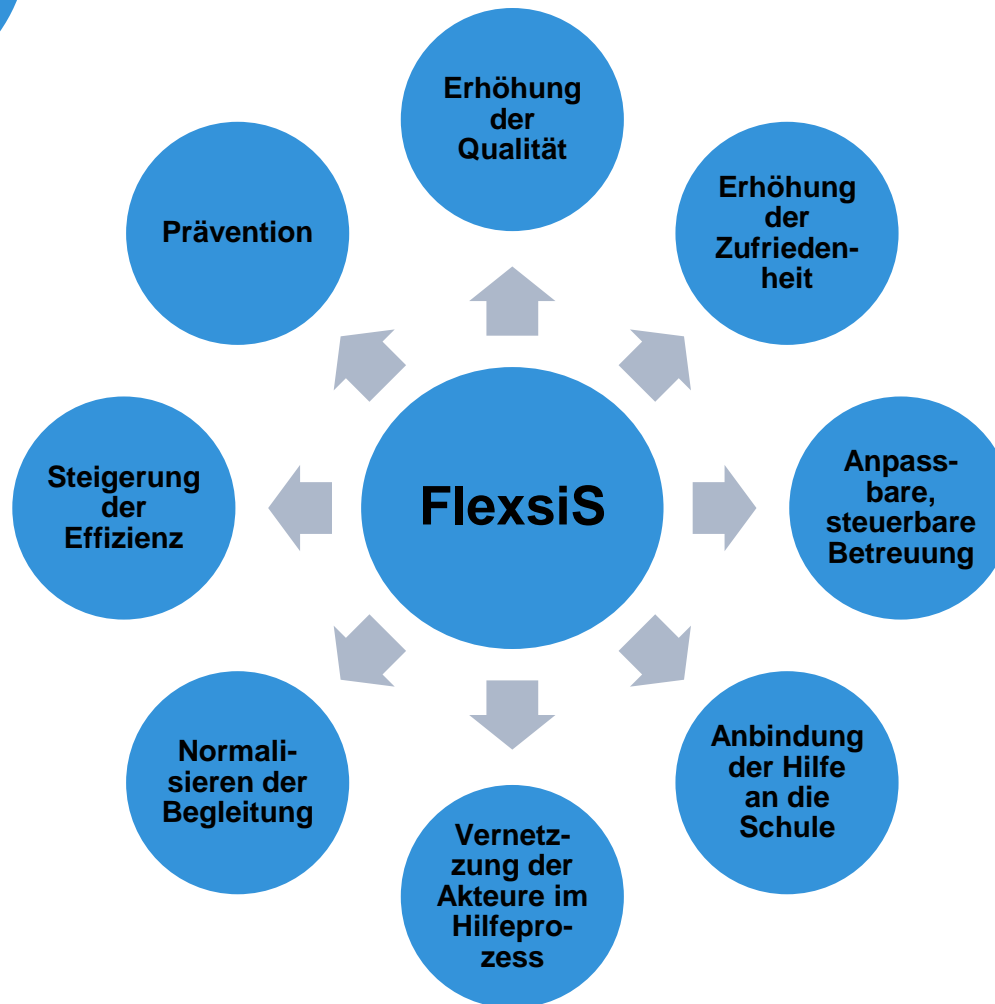 Erhöhung
der
Qualität
Erhöhung
der
Zufrieden-
heit
Anpass-
bare,
steuerbare
Betreuung
Anbindung
der Hilfe
an die
Schule
Vernetz-
zung der
Akteure im
Hilfepro-
zess
Normali-
sieren der
Begleitung
Steigerung
der
Effizienz
Prävention
FlexsiS